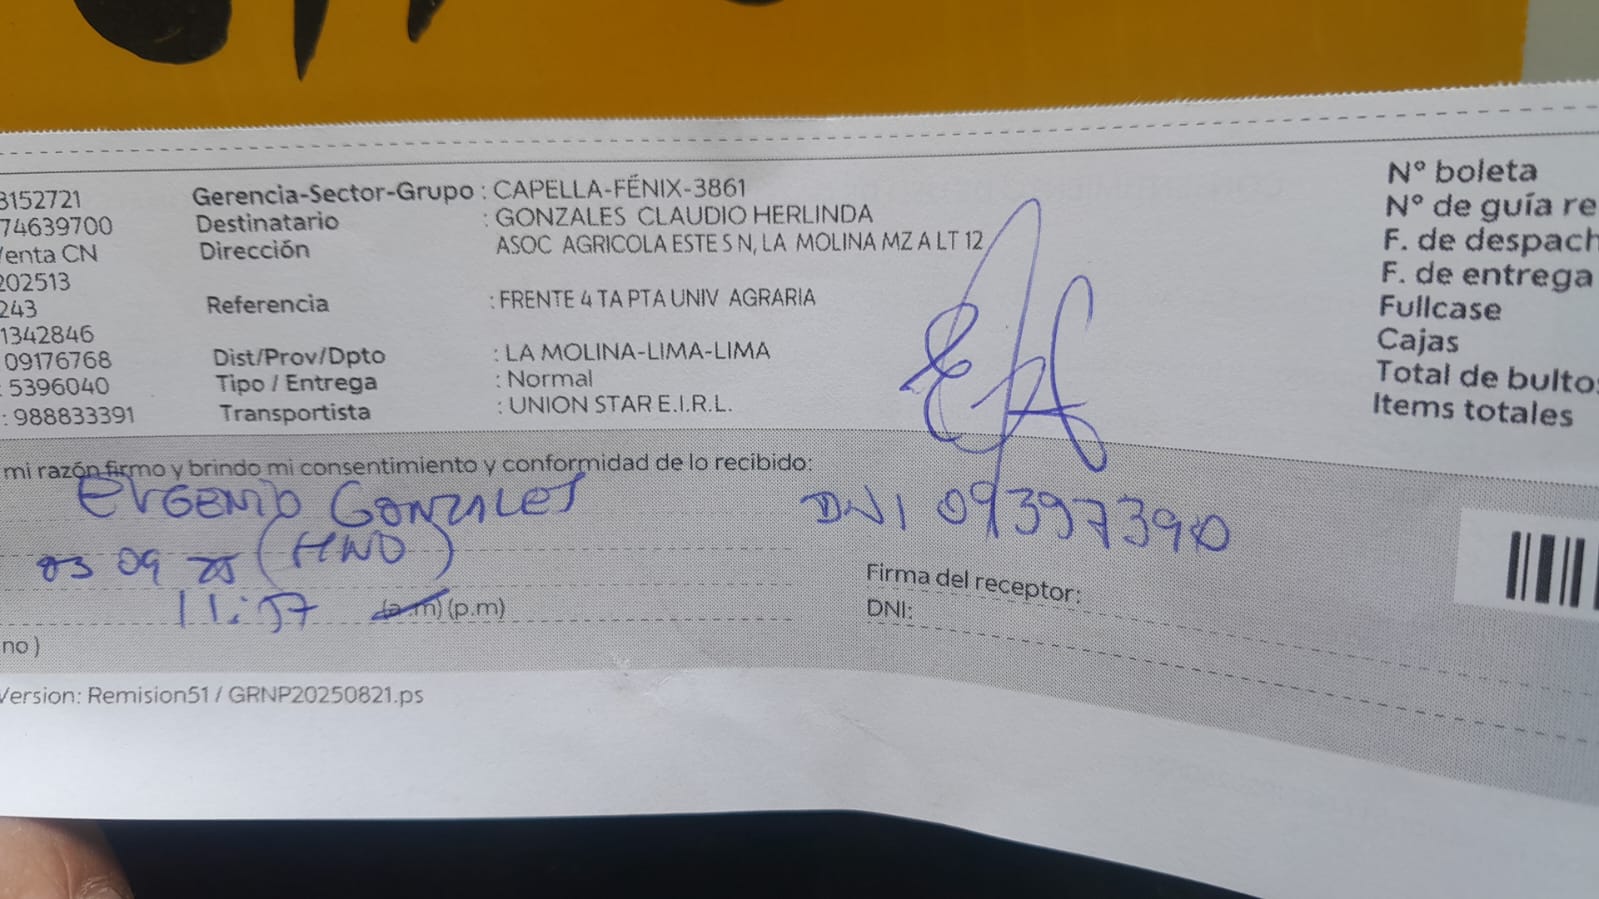 3152721 Gerencia-Sector-Grupo : CAPELLA-FÉNIX-3861
74639700 Destinatario : GONZALES CLAUDIO HERLINDA
Venta CN Dirección ASOC AGRICOLA ESTE S N, LA MOLINA MZ A LT 12
202513
243 Referencia : FRENTE 4 TA PTA UNIV AGRARIA
1342846
09176768 Dist/Prov/Dpto : LA MOLINA-LIMA-LIMA
: 5396040 Tipo / Entrega : Normal
: 988833391 Transportista : UNION STAR E.I.R.L.
N° boleta
N° de guía re
F. de despach
F. de entrega
Fullcase
Cajas
Total de bulto
Items totales
mi razón firmo y brindo mi consentimiento y conformidad de lo recibido:
EUGENIO GONZALES
(HNO)
03 09 25
11:57 (a.m) (p.m)
no )
DNI 09397390
Firma del receptor:
DNI:
Version: Remision51 / GRNP20250821.ps